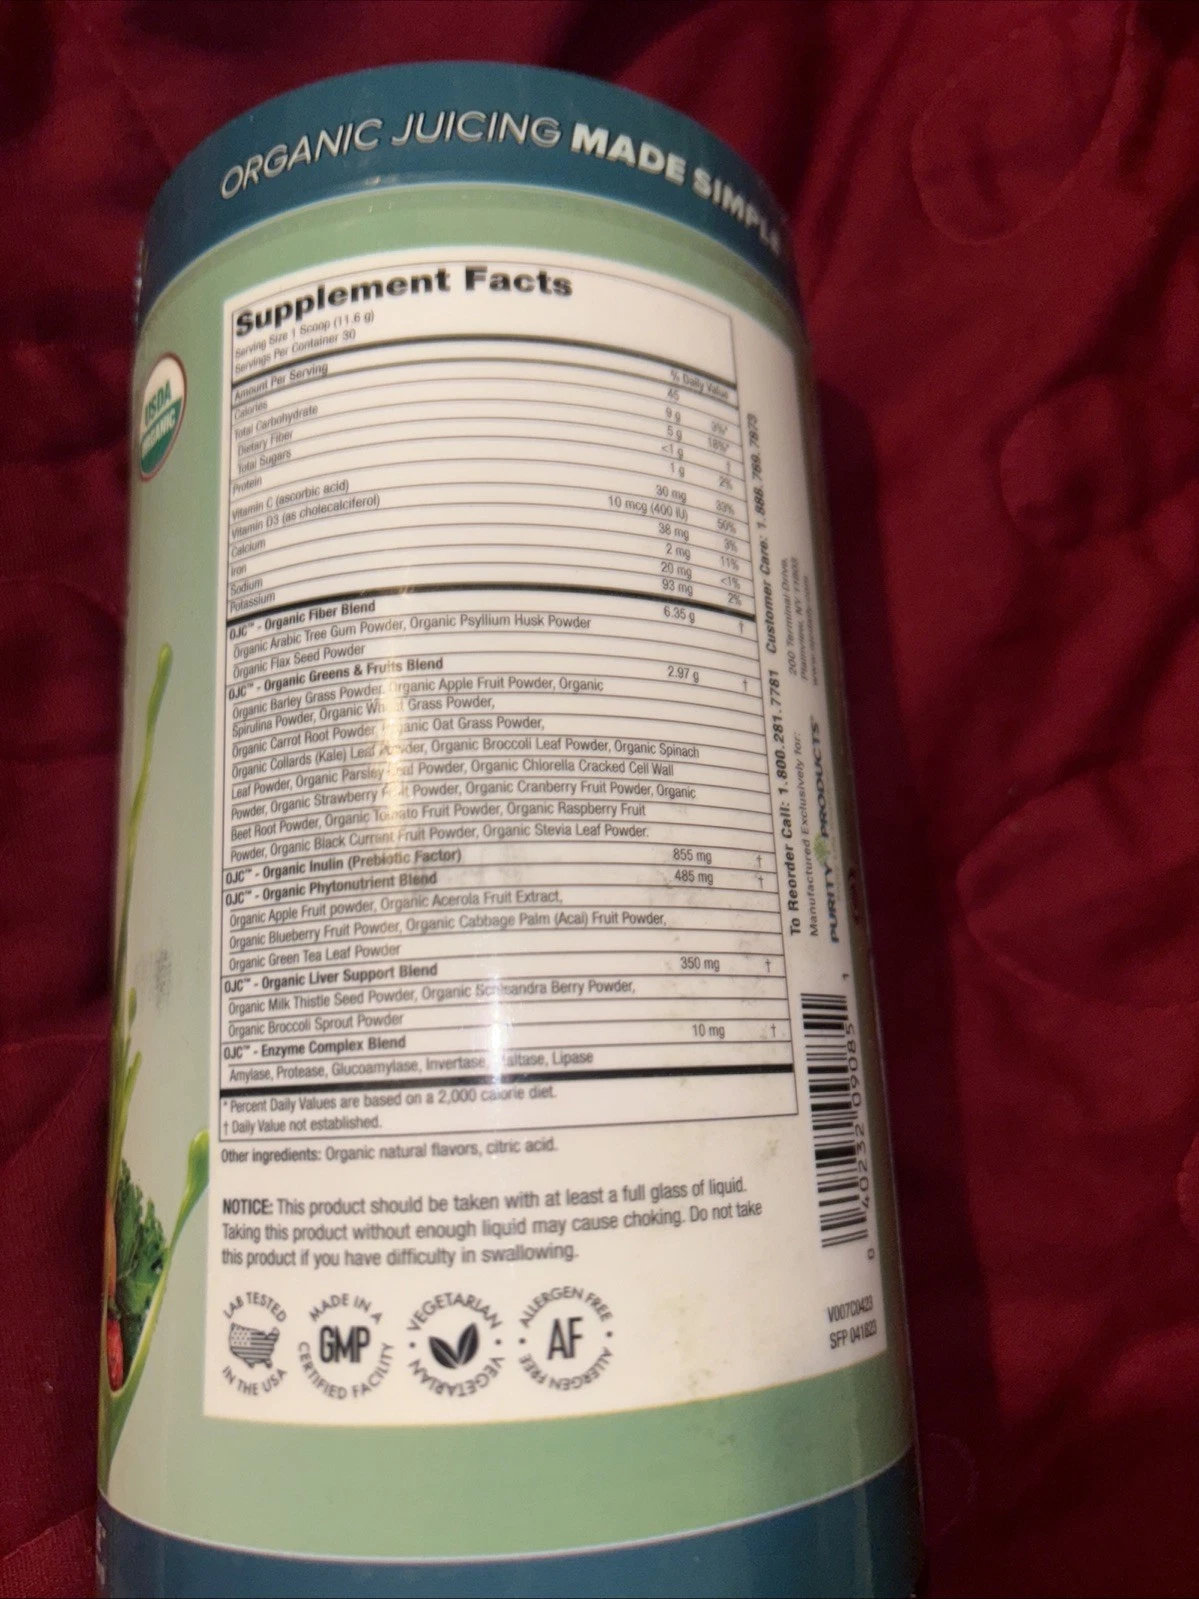 ORGANIC JUICING MADE SIMPLE
USDA
ORGANIC
Supplement Facts
Serving Size 1 Scoop (11.6 g)
Servings Per Container 30
Amount Per Serving % Daily Value
Calories 45
Total Carbohydrate 9 g 3%*
Dietary Fiber 5 g 18%*
Total Sugars <1 g †
Protein 1 g 2%
Vitamin C (ascorbic acid) 30 mg 33%
Vitamin D3 (as cholecalciferol) 10 mcg (400 IU) 50%
Calcium 36 mg 3%
Iron 2 mg 11%
Sodium 20 mg <1%
Potassium 93 mg 2%
OJC™ - Organic Fiber Blend 6.35 g †
Organic Arabic Tree Gum Powder, Organic Psyllium Husk Powder
Organic Flax Seed Powder
OJC™ - Organic Greens & Fruits Blend 2.97 g †
Organic Barley Grass Powder, Organic Apple Fruit Powder, Organic
Spirulina Powder, Organic Wheat Grass Powder,
Organic Carrot Root Powder, Organic Oat Grass Powder,
Organic Collards (Kale) Leaf Powder, Organic Broccoli Leaf Powder, Organic Spinach
Leaf Powder, Organic Parsley Leaf Powder, Organic Chlorella Cracked Cell Wall
Powder, Organic Strawberry Fruit Powder, Organic Cranberry Fruit Powder, Organic
Beet Root Powder, Organic Tomato Fruit Powder, Organic Raspberry Fruit
Powder, Organic Black Currant Fruit Powder, Organic Stevia Leaf Powder.
OJC™ - Organic Inulin (Prebiotic Factor) 855 mg †
OJC™ - Organic Phytonutrient Blend 485 mg †
Organic Apple Fruit powder, Organic Acerola Fruit Extract,
Organic Blueberry Fruit Powder, Organic Cabbage Palm (Acai) Fruit Powder,
Organic Green Tea Leaf Powder
OJC™ - Organic Liver Support Blend 350 mg †
Organic Milk Thistle Seed Powder, Organic Schisandra Berry Powder,
Organic Broccoli Sprout Powder
OJC™ - Enzyme Complex Blend 10 mg †
Amylase, Protease, Glucoamylase, Invertase, Maltase, Lipase
* Percent Daily Values are based on a 2,000 calorie diet.
† Daily Value not established.
Other ingredients: Organic natural flavors, citric acid.
NOTICE: This product should be taken with at least a full glass of liquid.
Taking this product without enough liquid may cause choking. Do not take
this product if you have difficulty in swallowing.
LAB TESTED IN THE USA
MADE IN A GMP CERTIFIED FACILITY
VEGETARIAN VEGETARIAN
ALLERGEN FREE AF ALLERGEN FREE
To Reorder Call: 1.800.281.7781 Customer Care: 1.888.769.7873
Manufactured Exclusively for:
PURITY PRODUCTS
200 Terminal Drive
Plainview, NY 11803
0 40232 09085 1
V007C0423
SFP 041823